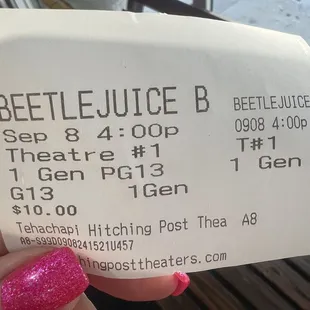 BEETLEJUICE B
Sep 8 4:00p
Theatre #1
1 Gen PG13
G13 1Gen
$10.00
Tehachapi Hitching Post Thea A8
A8-S99D09082415521U457
hingposttheaters.com
BEETLEJUICE
0908 4:00p
T#1
1 Gen